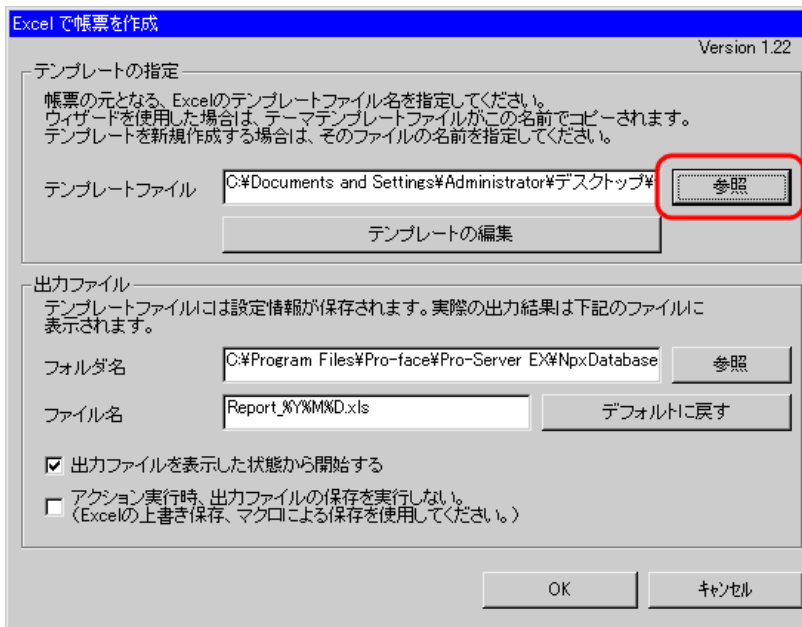 Excel で帳票を作成
Version 1.22
テンプレートの指定
帳票の元となる、Excelのテンプレートファイル名を指定してください。
ウィザードを使用した場合は、テーマテンプレートファイルがこの名前でコピーされます。
テンプレートを新規作成する場合は、そのファイルの名前を指定してください。
テンプレートファイル C:¥Documents and Settings¥Administrator¥デスクトップ¥ 参照
テンプレートの編集
出力ファイル
テンプレートファイルには設定情報が保存されます。実際の出力結果は下記のファイルに
表示されます。
フォルダ名 C:¥Program Files¥Pro-face¥Pro-Server EX¥NpxDatabase 参照
ファイル名 Report_%Y%M%D.xls デフォルトに戻す
出力ファイルを表示した状態から開始する
アクション実行時、出力ファイルの保存を実行しない。
（Excelの上書き保存、マクロによる保存を使用してください。）
OK キャンセル